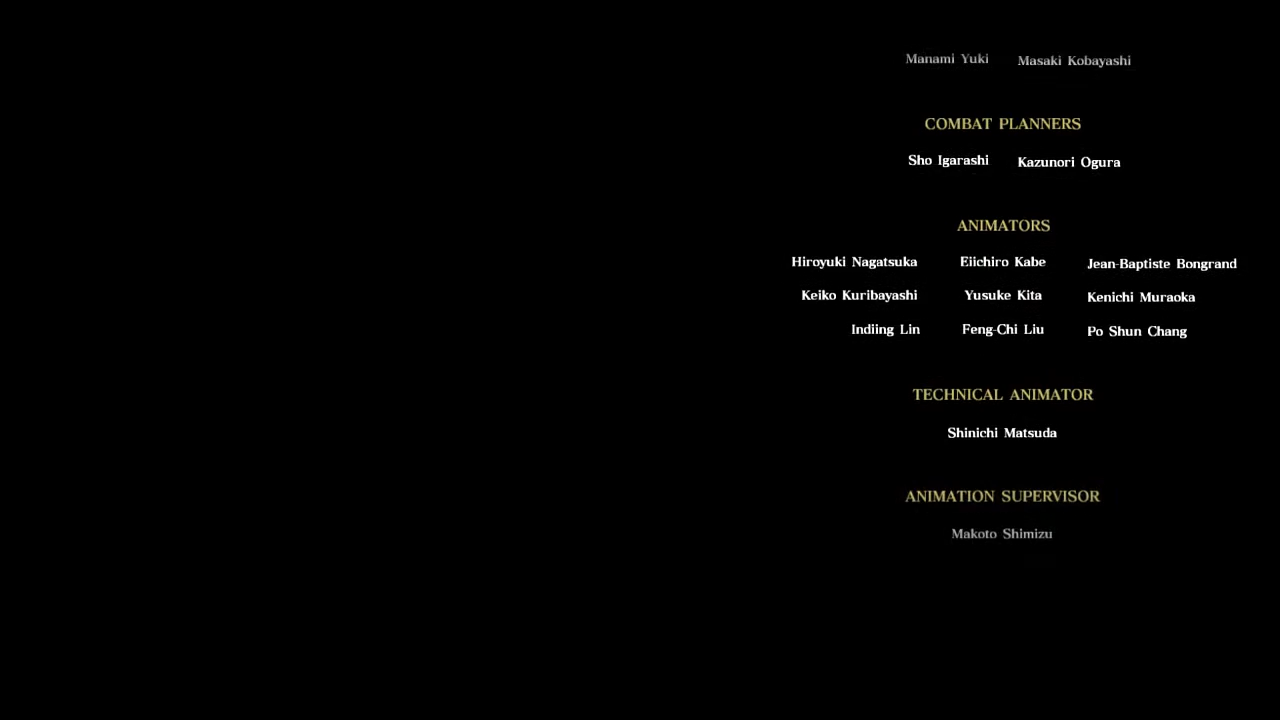 Manami Yuki Masaki Kobayashi
COMBAT PLANNERS
Sho Igarashi Kazunori Ogura
ANIMATORS
Hiroyuki Nagatsuka Eiichiro Kabe Jean-Baptiste Bongrand
Keiko Kuribayashi Yusuke Kita Kenichi Muraoka
Indiing Lin Feng-Chi Liu Po Shun Chang
TECHNICAL ANIMATOR
Shinichi Matsuda
ANIMATION SUPERVISOR
Makoto Shimizu